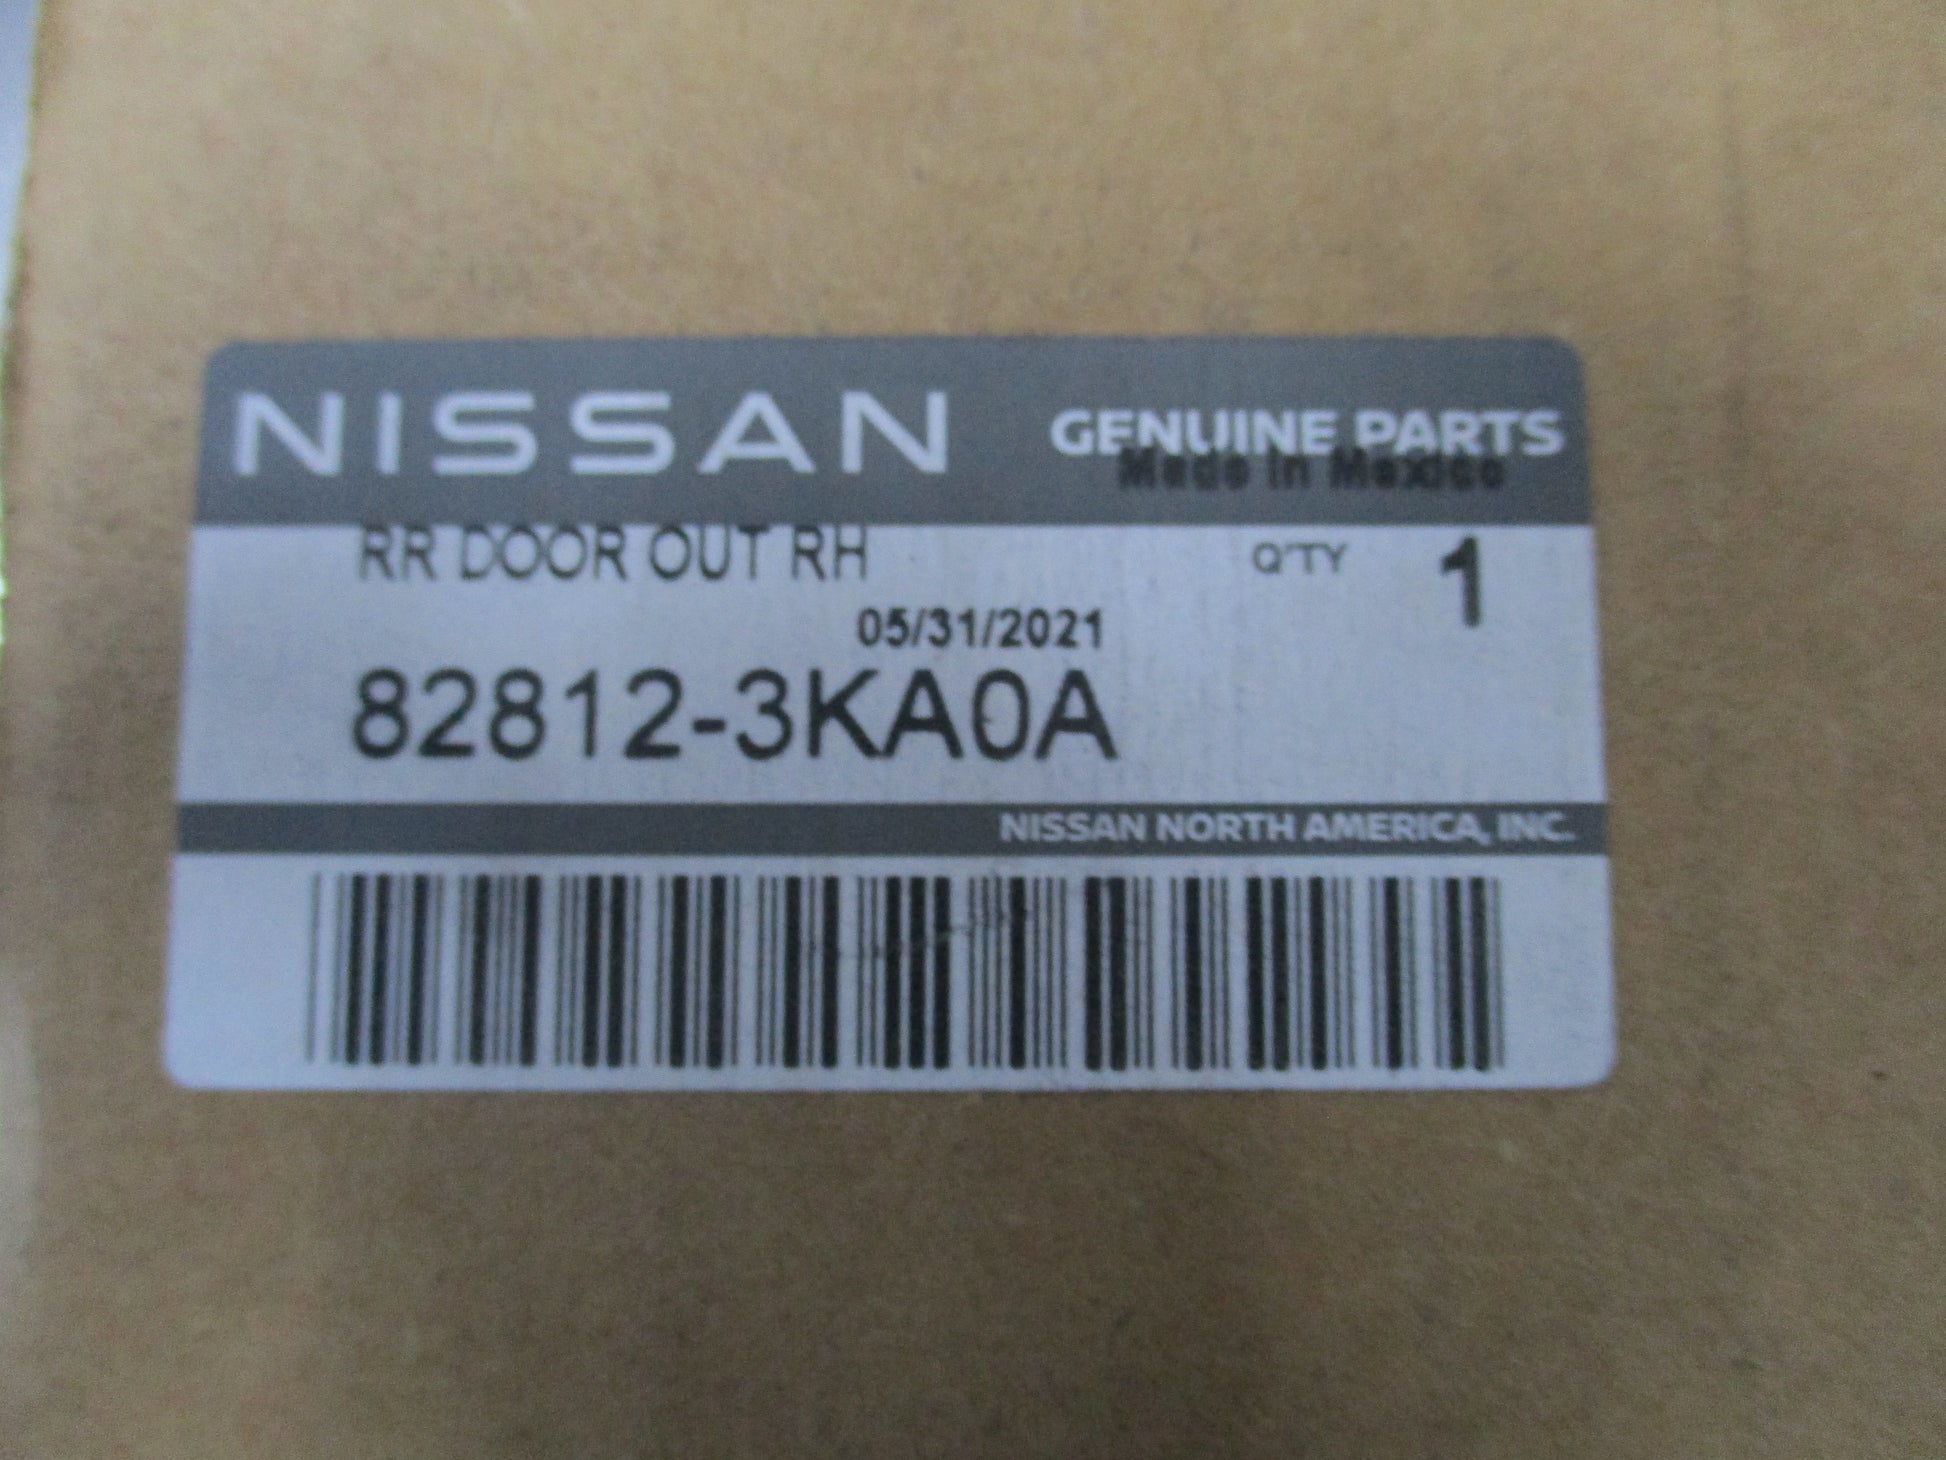 NISSAN GENUINE PARTS
Made In Mexico
RR DOOR OUT RH Q'TY 1
05/31/2021
82812-3KA0A
NISSAN NORTH AMERICA, INC.